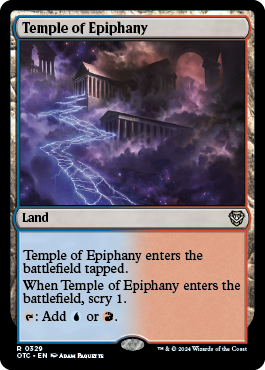 Temple of Epiphany
Land
Temple of Epiphany enters the
battlefield tapped.
When Temple of Epiphany enters the
battlefield, scry 1.
: Add or .
R 0329
OTC • EN Adam Paquette
™ & © 2024 Wizards of the Coast